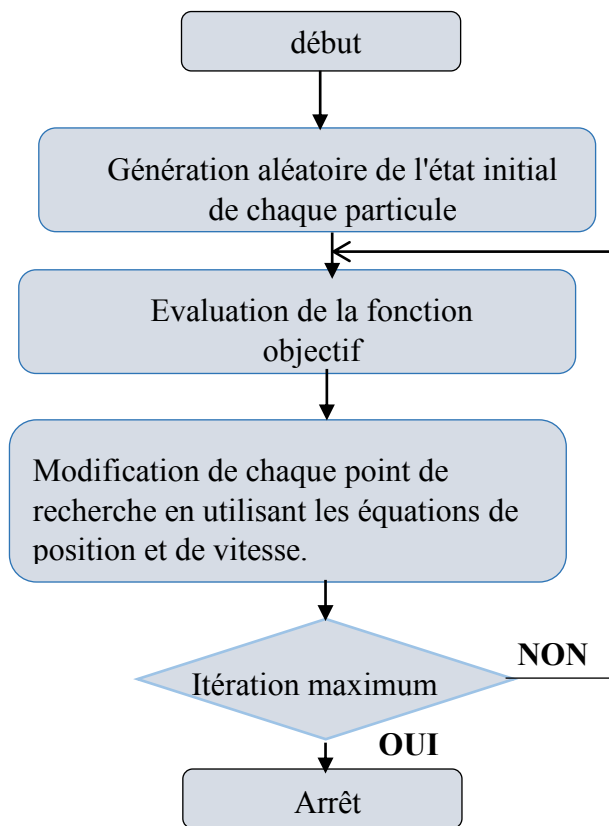 début
Génération aléatoire de l'état initial
de chaque particule
Evaluation de la fonction
objectif
Modification de chaque point de
recherche en utilisant les équations de
position et de vitesse.
NON
Itération maximum
OUI
Arrêt